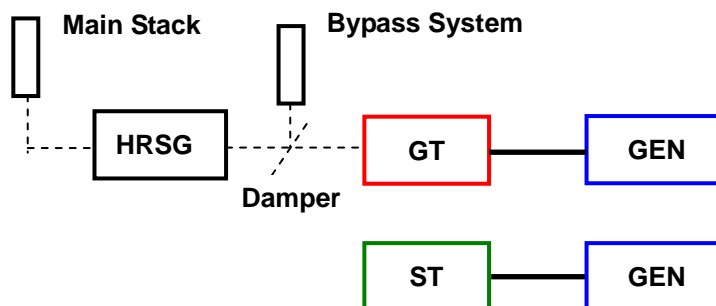 Main Stack
Bypass System
HRSG
GT
GEN
Damper
ST
GEN